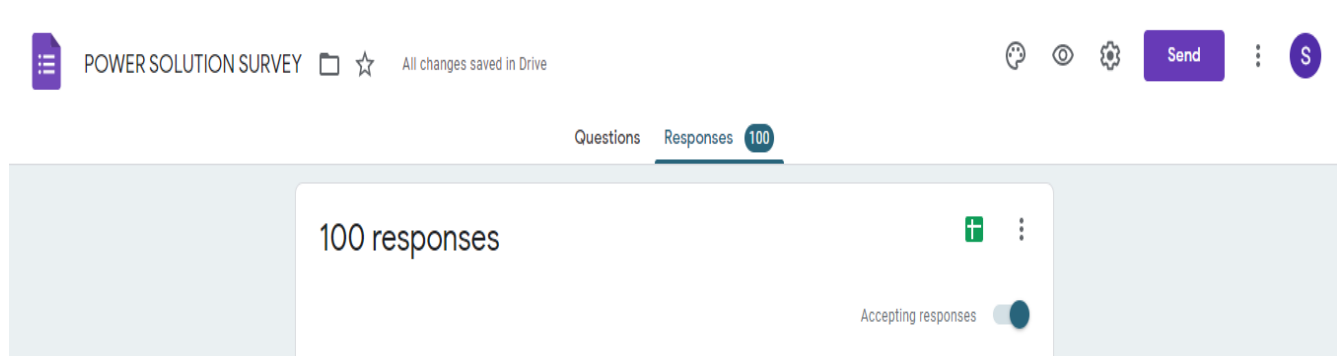 POWER SOLUTION SURVEY All changes saved in Drive Send S
Questions Responses 100
100 responses
Accepting responses